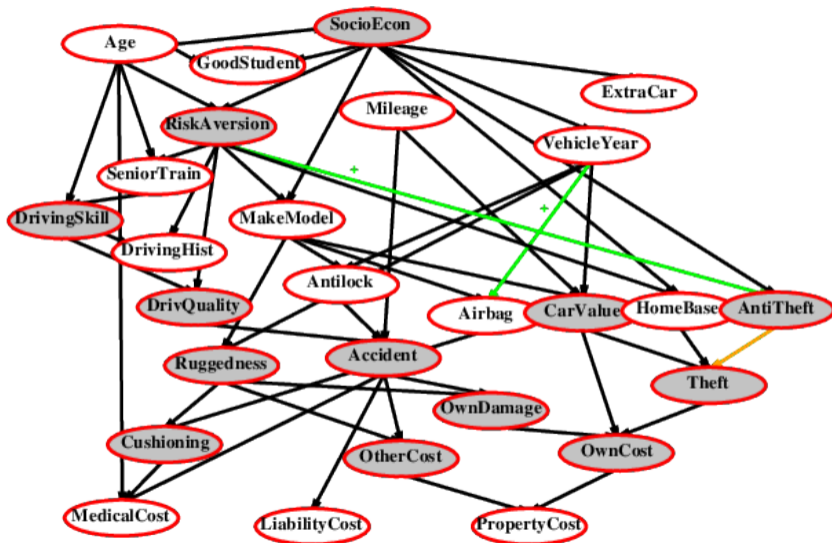 SocioEcon
Age
GoodStudent
ExtraCar
Mileage
RiskAversion
VehicleYear
+
SeniorTrain
+
DrivingSkill
MakeModel
DrivingHist
Antilock
DrivQuality
Airbag
CarValue
HomeBase
AntiTheft
Ruggedness
Accident
Theft
OwnDamage
Cushioning
OtherCost
OwnCost
MedicalCost
LiabilityCost
PropertyCost